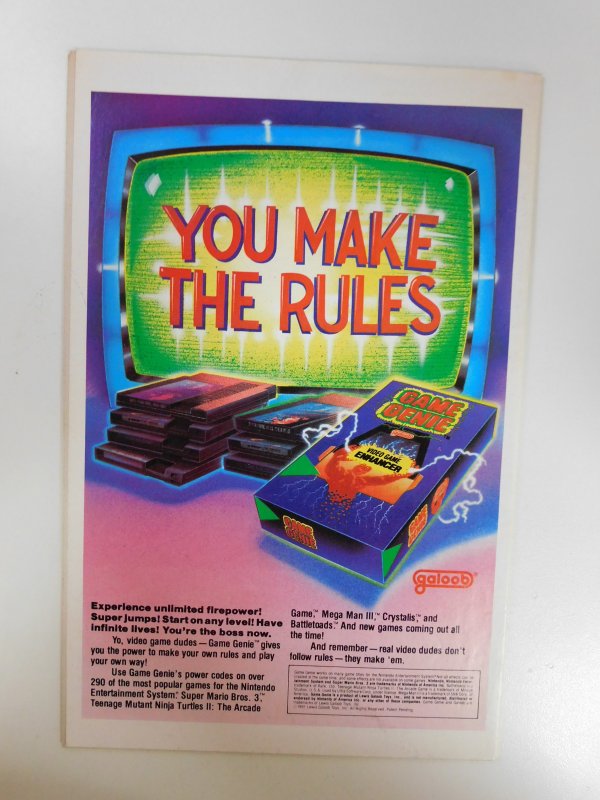 YOU MAKE
THE RULES
GAME
GENIE™
galoob
VIDEO GAME
ENHANCER
GAME
GENIE
GAME
GENIE
galoob®
Experience unlimited firepower!
Super jumps! Start on any level! Have
infinite lives! You're the boss now.
Yo, video game dudes — Game Genie™ gives
you the power to make your own rules and play
your own way!
Use Game Genie's power codes on over
290 of the most popular games for the Nintendo
Entertainment System,® Super Mario Bros. 3,™
Teenage Mutant Ninja Turtles II: The Arcade
Game,™ Mega Man III,™ Crystalis,™ and
Battletoads.™ And new games coming out all
the time!
And remember — real video dudes don't
follow rules — they make 'em.